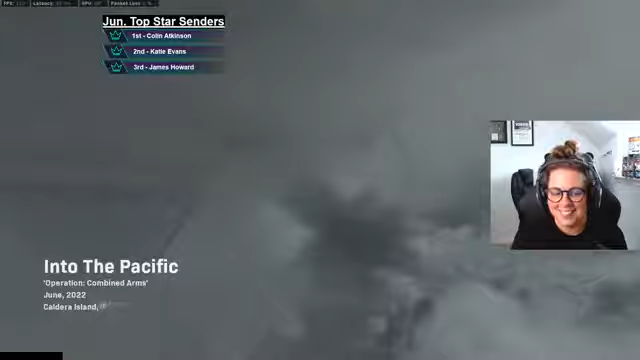 Jun. Top Star Senders
1st - Colin Atkinson
2nd - Katie Evans
3rd - James Howard
Into The Pacific
'Operation: Combined Arms'
June, 2022
Caldera Island,